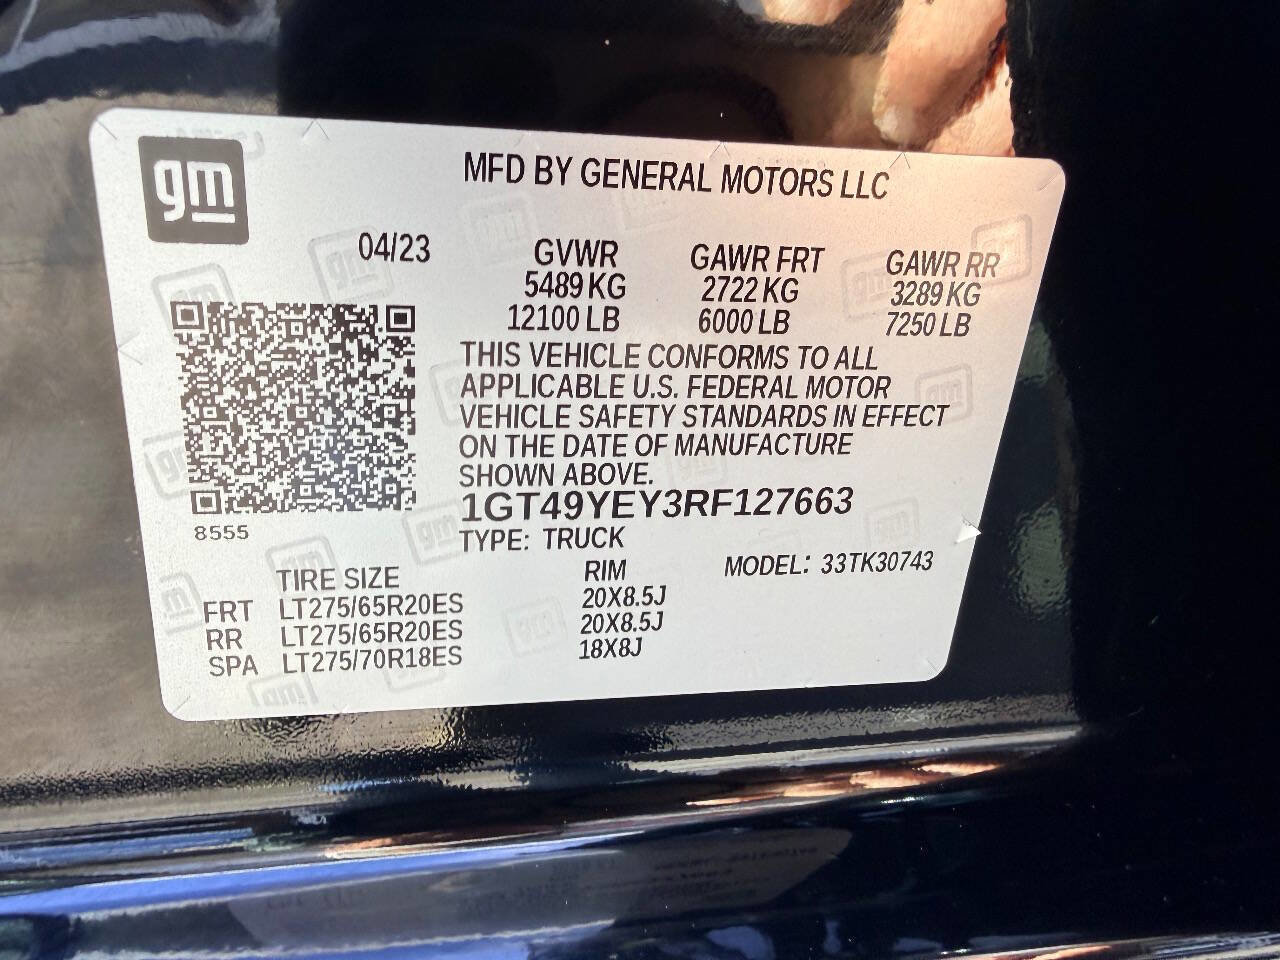 gm
MFD BY GENERAL MOTORS LLC
04/23 GVWR GAWR FRT GAWR RR
5489 KG 2722 KG 3289 KG
12100 LB 6000 LB 7250 LB
THIS VEHICLE CONFORMS TO ALL
APPLICABLE U.S. FEDERAL MOTOR
VEHICLE SAFETY STANDARDS IN EFFECT
ON THE DATE OF MANUFACTURE
SHOWN ABOVE.
1GT49YEY3RF127663
8555
TYPE: TRUCK
MODEL: 33TK30743
TIRE SIZE RIM
FRT LT275/65R20ES 20X8.5J
RR LT275/65R20ES 20X8.5J
SPA LT275/70R18ES 18X8J